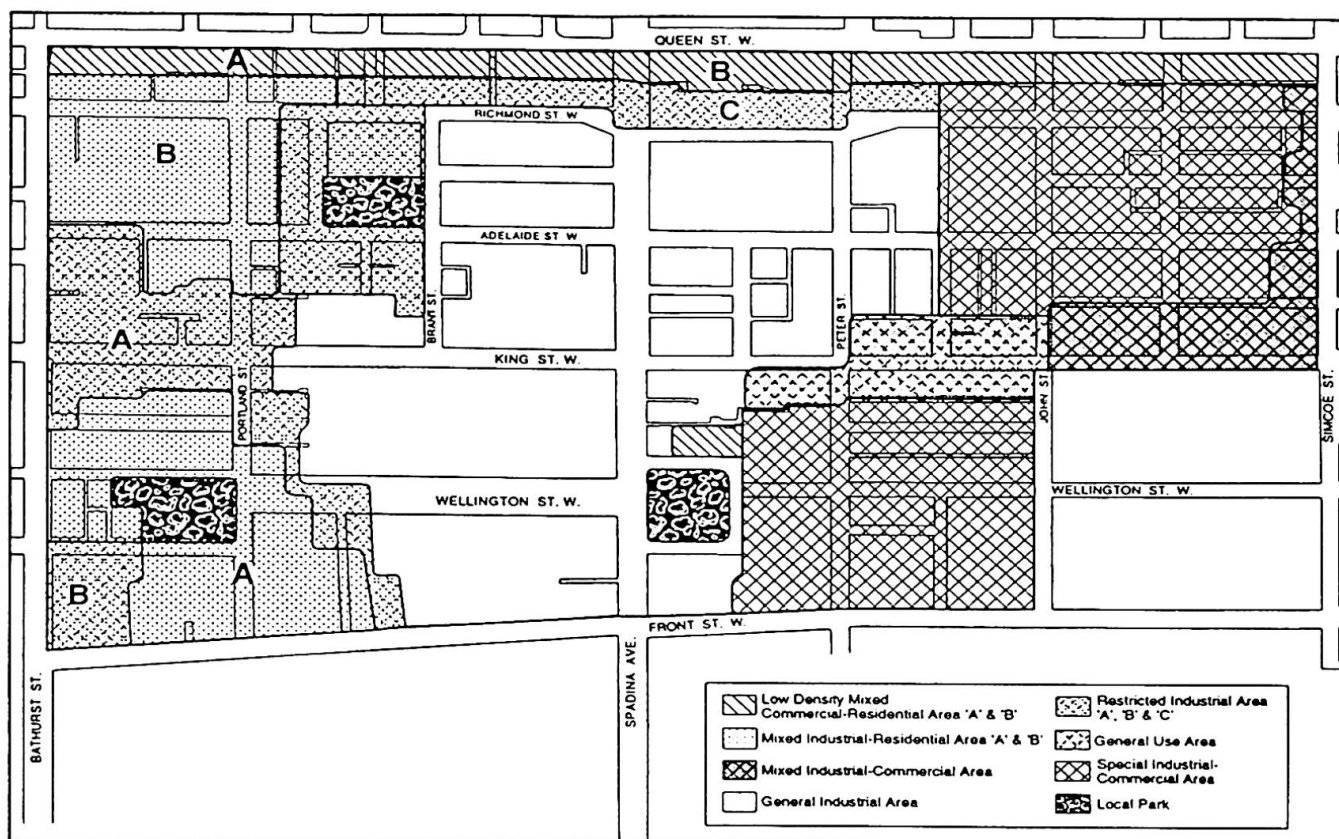 QUEEN ST. W.
A
B
C
RICHMOND ST. W
B
ADELAIDE ST. W
BRANT ST.
PETER ST.
A
KING ST. W.
PORTLAND ST.
JOHN ST
SIMCOE ST.
WELLINGTON ST. W.
WELLINGTON ST. W.
A
B
FRONT ST. W.
BATHURST ST.
SPADINA AVE.
Low Density Mixed
Commercial-Residential Area 'A' & 'B'
Mixed Industrial-Residential Area 'A' & 'B'
Mixed Industrial-Commercial Area
General Industrial Area
Restricted Industrial Area
'A', 'B' & 'C'
General Use Area
Special Industrial-
Commercial Area
Local Park